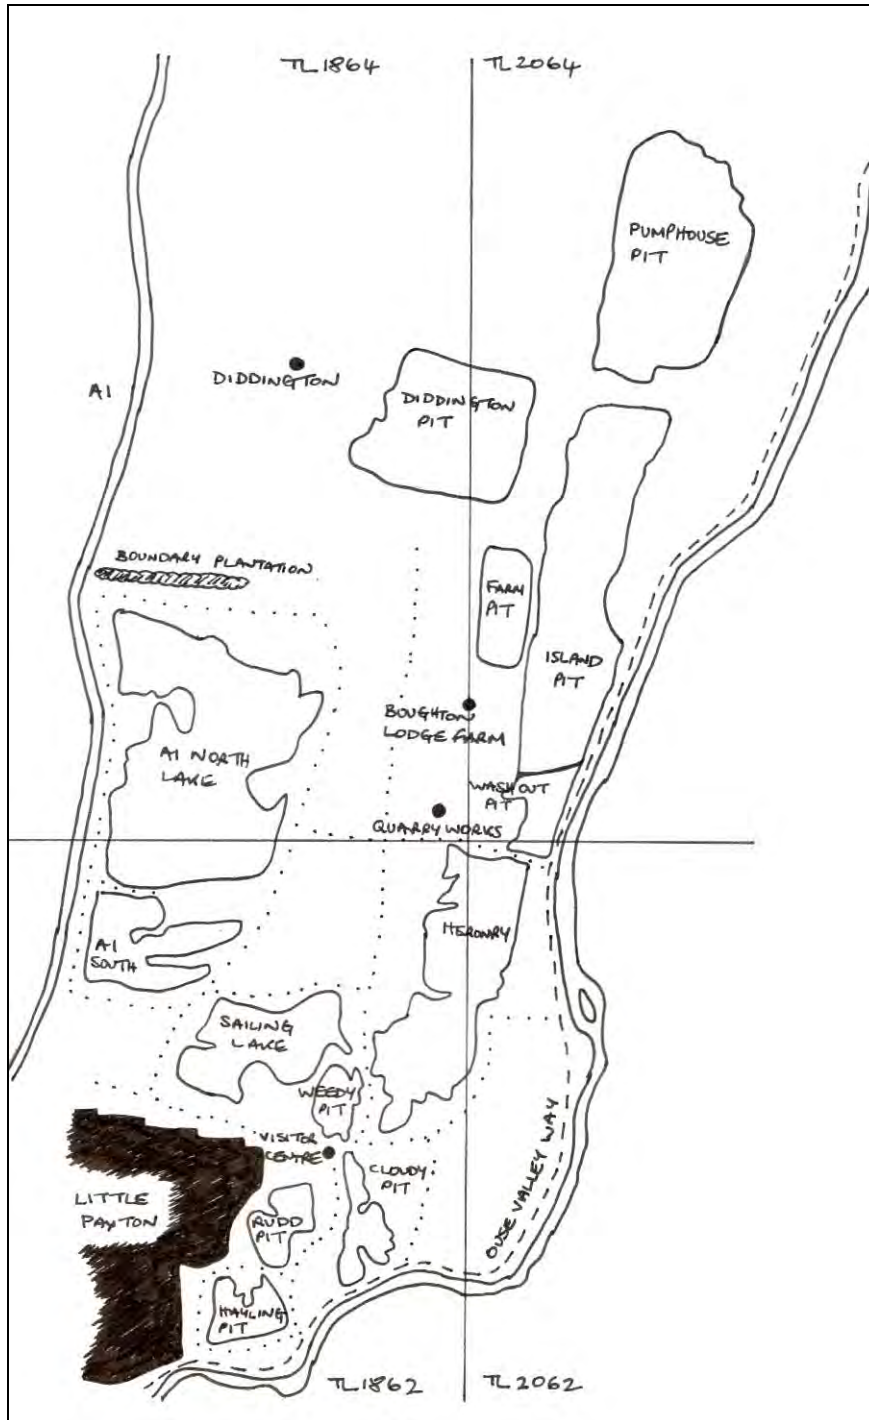 TL1864
TL2064
PUMPHOUSE
PIT
DIDDINGTON
A1
DIDDINGTON
PIT
BOUNDARY PLANTATION
FARM
PIT
ISLAND
PIT
BOUGHTON
LODGE FARM
A1 NORTH
LAKE
WASHOUT
PIT
QUARRY WORKS
HERONRY
A1
SOUTH
SAILING
LAKE
WEEDY
PIT
VISITOR
CENTRE
CLOUDY
PIT
OUSE VALLEY WAY
LITTLE
PAXTON
RUDD
PIT
HAYLING
PIT
TL1862
TL2062